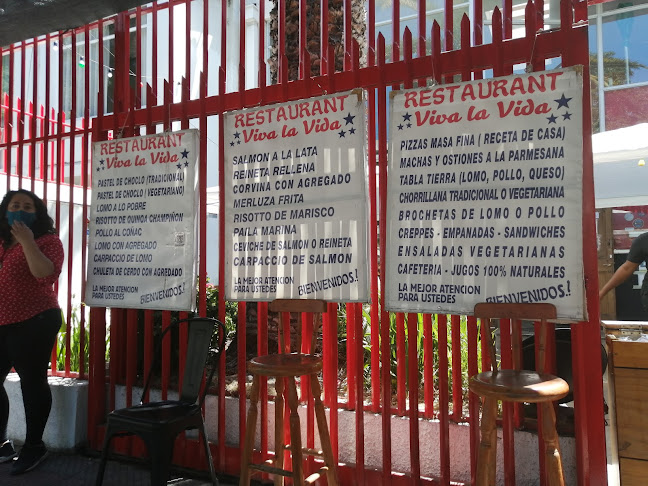 RESTAURANT
Viva la Vida
PASTEL DE CHOCLO (TRADICIONAL)
PASTEL DE CHOCLO (VEGETARIANO)
LOMO A LO POBRE
RISOTTO DE QUINOA CHAMPIÑON
POLLO AL COÑAC
LOMO CON AGREGADO
CARPACCIO DE LOMO
CHULETA DE CERDO CON AGREGADO
LA MEJOR ATENCION
PARA USTEDES
BIENVENIDOS.!
RESTAURANT
Viva la Vida
SALMON A LA LATA
REINETA RELLENA
CORVINA CON AGREGADO
MERLUZA FRITA
RISOTTO DE MARISCO
PAILA MARINA
CEVICHE DE SALMON O REINETA
CARPACCIO DE SALMON
LA MEJOR ATENCION
PARA USTEDES
BIENVENIDOS.!
RESTAURANT
Viva la Vida
PIZZAS MASA FINA ( RECETA DE CASA)
MACHAS Y OSTIONES A LA PARMESANA
TABLA TIERRA (LOMO, POLLO, QUESO)
CHORRILLANA TRADICIONAL O VEGETARIANA
BROCHETAS DE LOMO O POLLO
CREPPES - EMPANADAS - SANDWICHES
ENSALADAS VEGETARIANAS
CAFETERIA - JUGOS 100% NATURALES
LA MEJOR ATENCION
PARA USTEDES
BIENVENIDOS.!